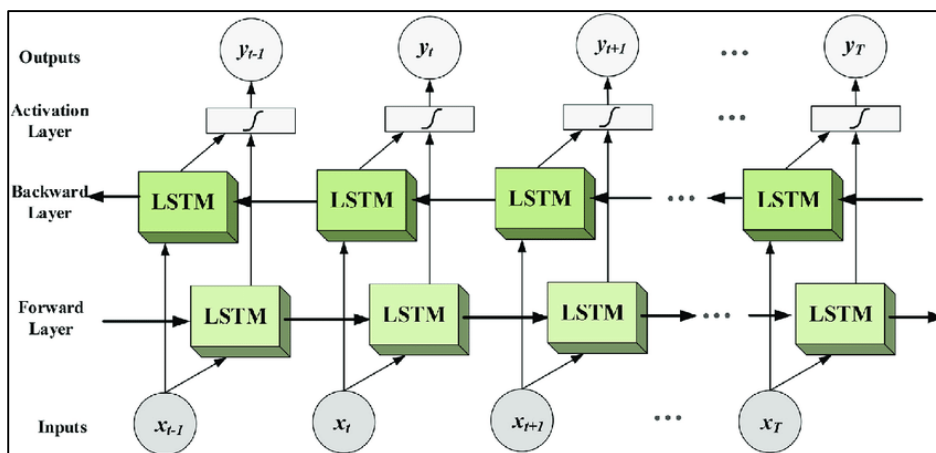 Outputs y_{t-1} y_t y_{t+1} ... y_T
Activation ∫ ∫ ∫ ... ∫
Layer
Backward LSTM LSTM LSTM ... LSTM
Layer
Forward LSTM LSTM LSTM ... LSTM
Layer
Inputs x_{t-1} x_t x_{t+1} ... x_T